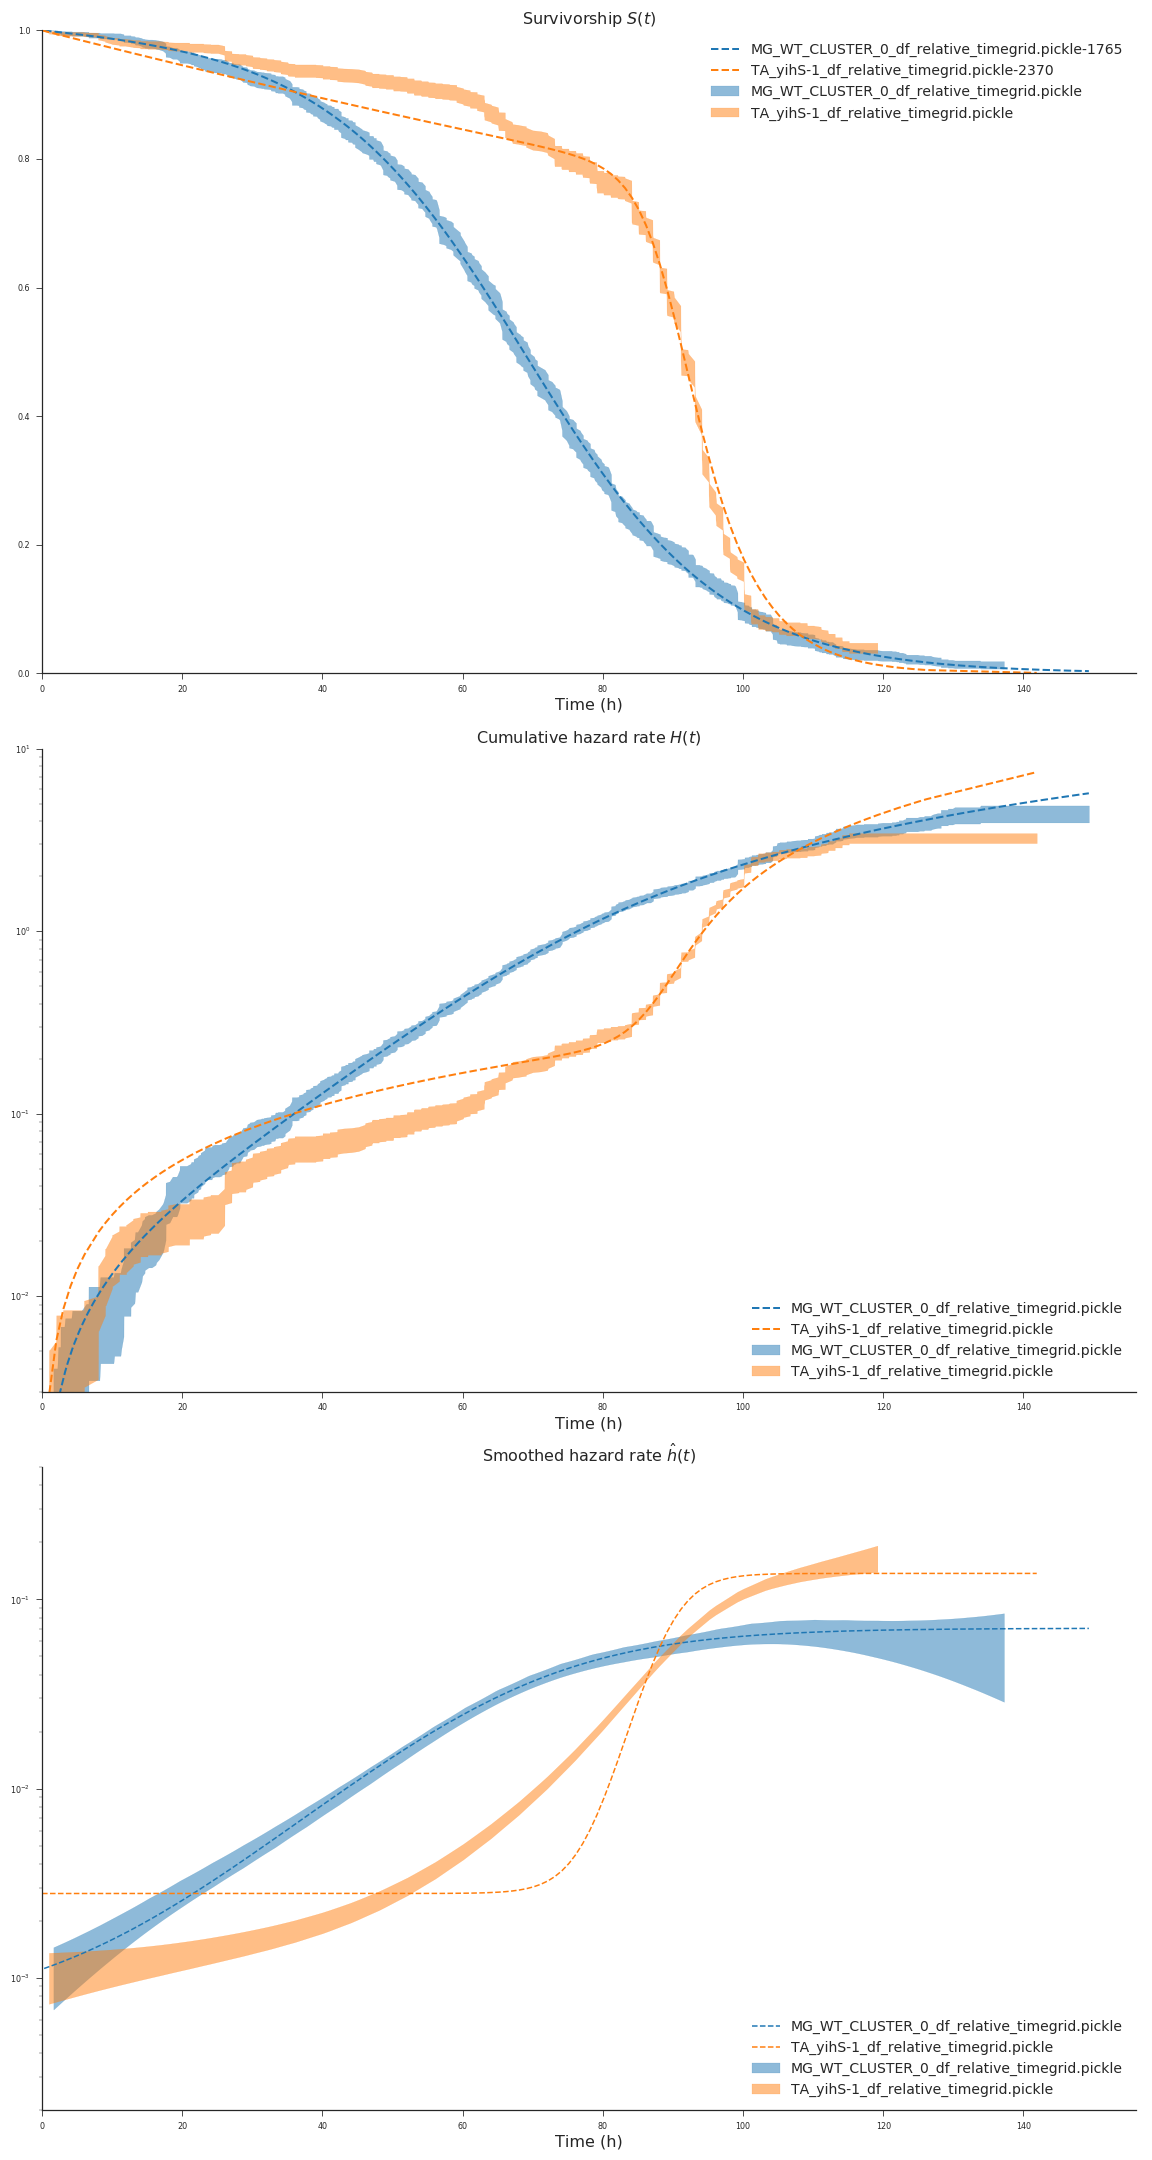 Survivorship S(t)
1.0
0.8
0.6
0.4
0.2
0.0
MG_WT_CLUSTER_0_df_relative_timegrid.pickle-1765
TA_yihS-1_df_relative_timegrid.pickle-2370
MG_WT_CLUSTER_0_df_relative_timegrid.pickle
TA_yihS-1_df_relative_timegrid.pickle
0 20 40 60 80 100 120 140
Time (h)
Cumulative hazard rate H(t)
10¹
10⁰
10⁻¹
10⁻²
MG_WT_CLUSTER_0_df_relative_timegrid.pickle
TA_yihS-1_df_relative_timegrid.pickle
MG_WT_CLUSTER_0_df_relative_timegrid.pickle
TA_yihS-1_df_relative_timegrid.pickle
0 20 40 60 80 100 120 140
Time (h)
Smoothed hazard rate ĥ(t)
10⁻¹
10⁻²
10⁻³
MG_WT_CLUSTER_0_df_relative_timegrid.pickle
TA_yihS-1_df_relative_timegrid.pickle
MG_WT_CLUSTER_0_df_relative_timegrid.pickle
TA_yihS-1_df_relative_timegrid.pickle
0 20 40 60 80 100 120 140
Time (h)